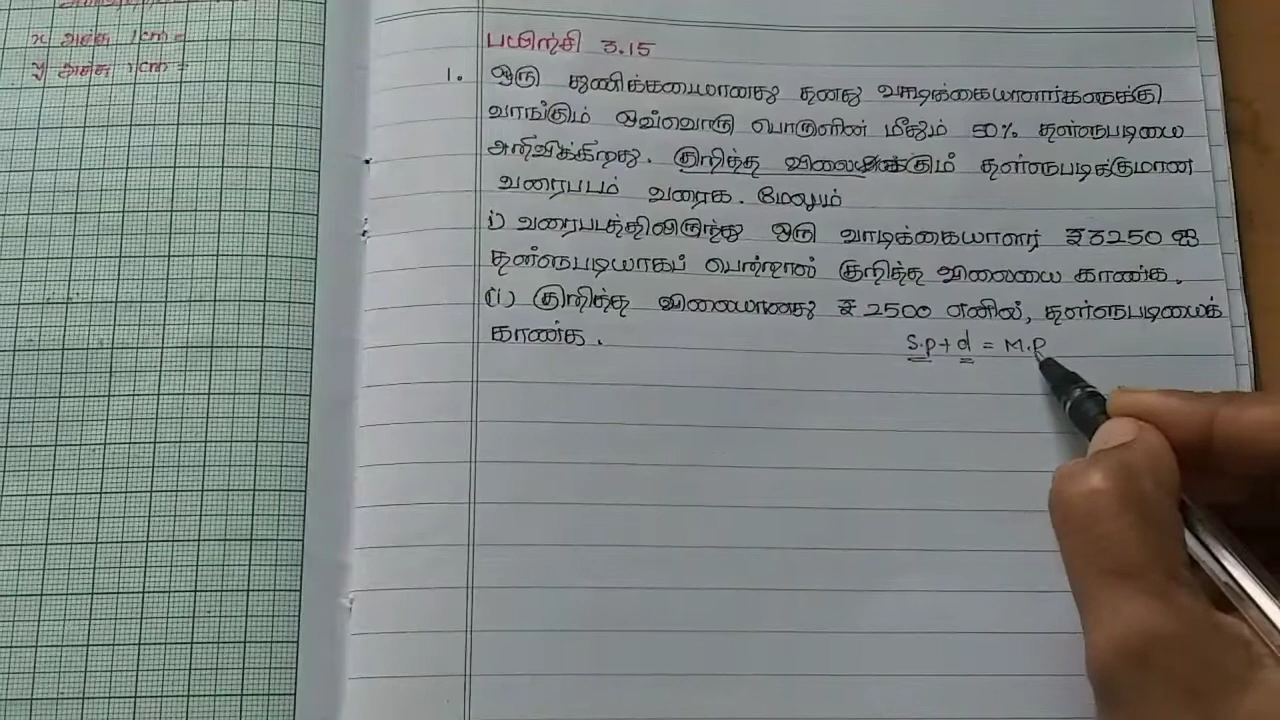 x அச்சு 1cm =
y அச்சு 1cm =
பயிற்சி 3.15
1. ஒரு துணிக்கடையானது தனது வாடிக்கையாளர்களுக்கு
வாங்கும் ஒவ்வொரு பொருளின் மீதும் 50% தள்ளுபடியை
அறிவிக்கிறது. குறித்த விலைக்கும் தள்ளுபடிக்குமான
வரைபடம் வரைக. மேலும்
i) வரைபடத்திலிருந்து ஒரு வாடிக்கையாளர் ₹3250 ஐ
தள்ளுபடியாகப் பெற்றால் குறித்த விலையை காண்க.
ii) குறித்த விலையானது ₹ 2500 எனில், தள்ளுபடியைக்
காண்க.
S.p + d = M.P